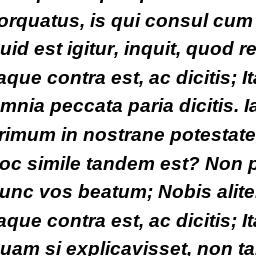 orquatus, is qui consul cum
uid est igitur, inquit, quod re
aque contra est, ac dicitis; Ita
mnia peccata paria dicitis. Ia
rimum in nostrane potestate
oc simile tandem est? Non p
unc vos beatum; Nobis alite
aque contra est, ac dicitis; Ita
uam si explicavisset, non ta